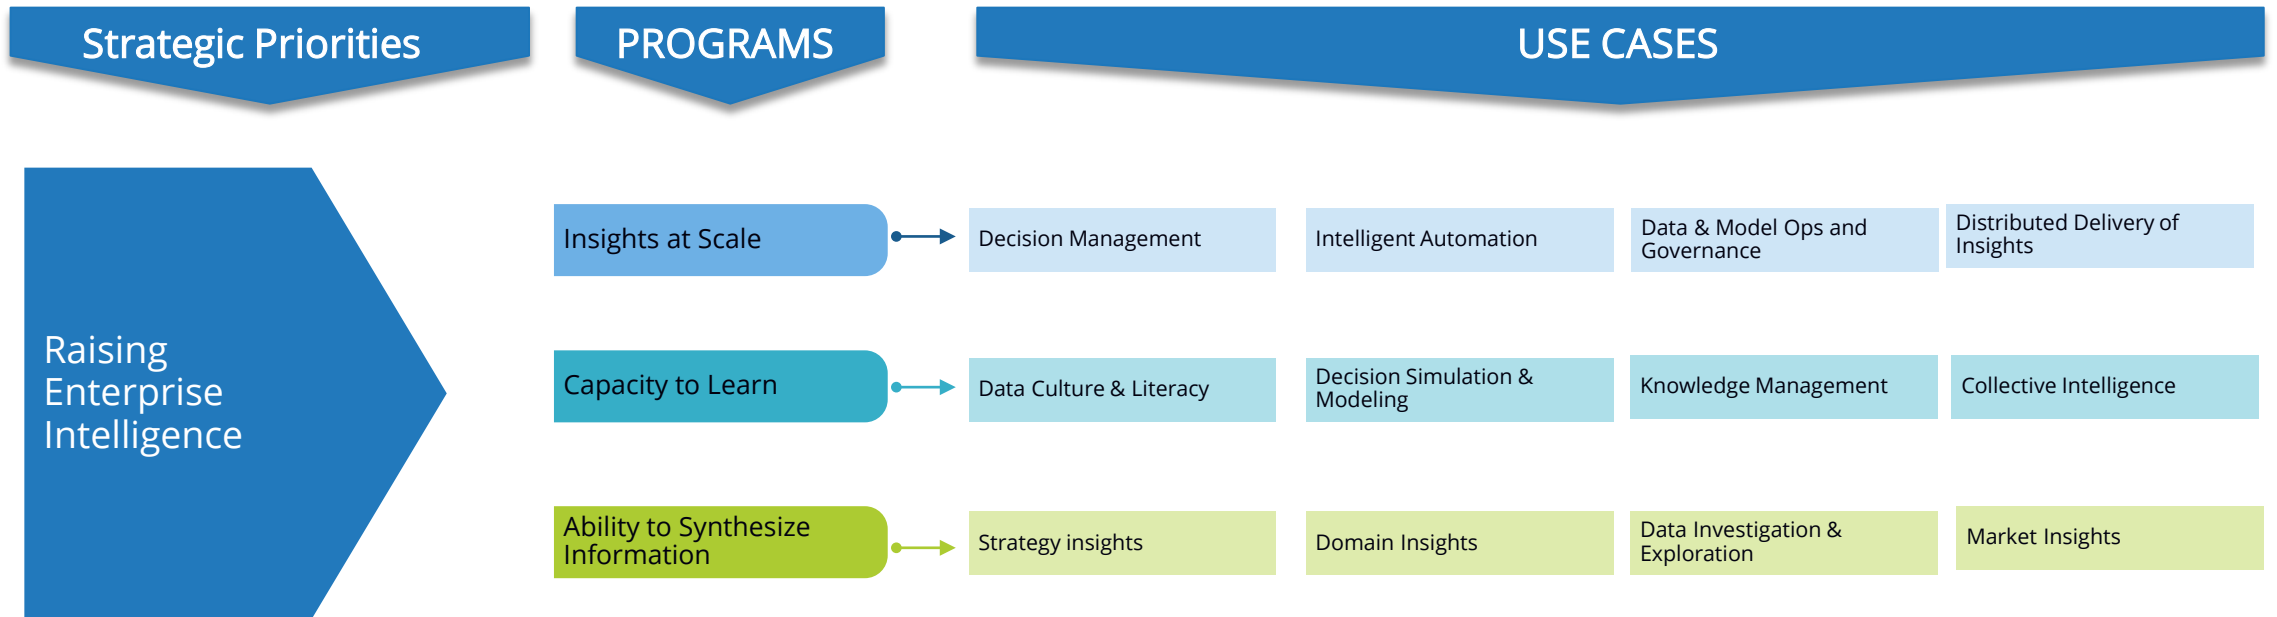 Strategic Priorities
PROGRAMS
USE CASES
Raising
Enterprise
Intelligence
Insights at Scale
Decision Management
Intelligent Automation
Data & Model Ops and
Governance
Distributed Delivery of
Insights
Capacity to Learn
Data Culture & Literacy
Decision Simulation &
Modeling
Knowledge Management
Collective Intelligence
Ability to Synthesize
Information
Strategy insights
Domain Insights
Data Investigation &
Exploration
Market Insights